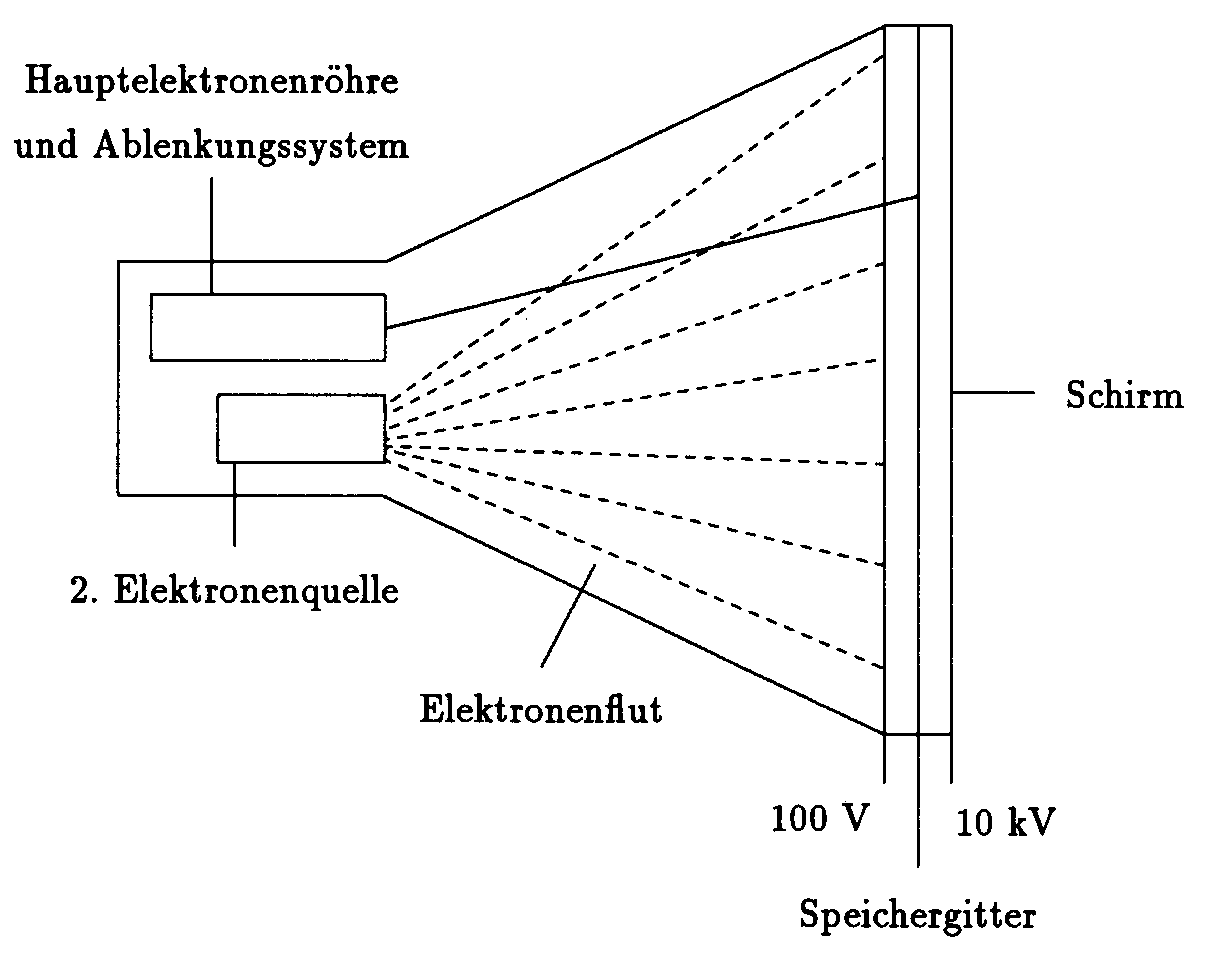 Hauptelektronenröhre
und Ablenkungssystem
Schirm
2. Elektronenquelle
Elektronenflut
100 V
10 kV
Speichergitter